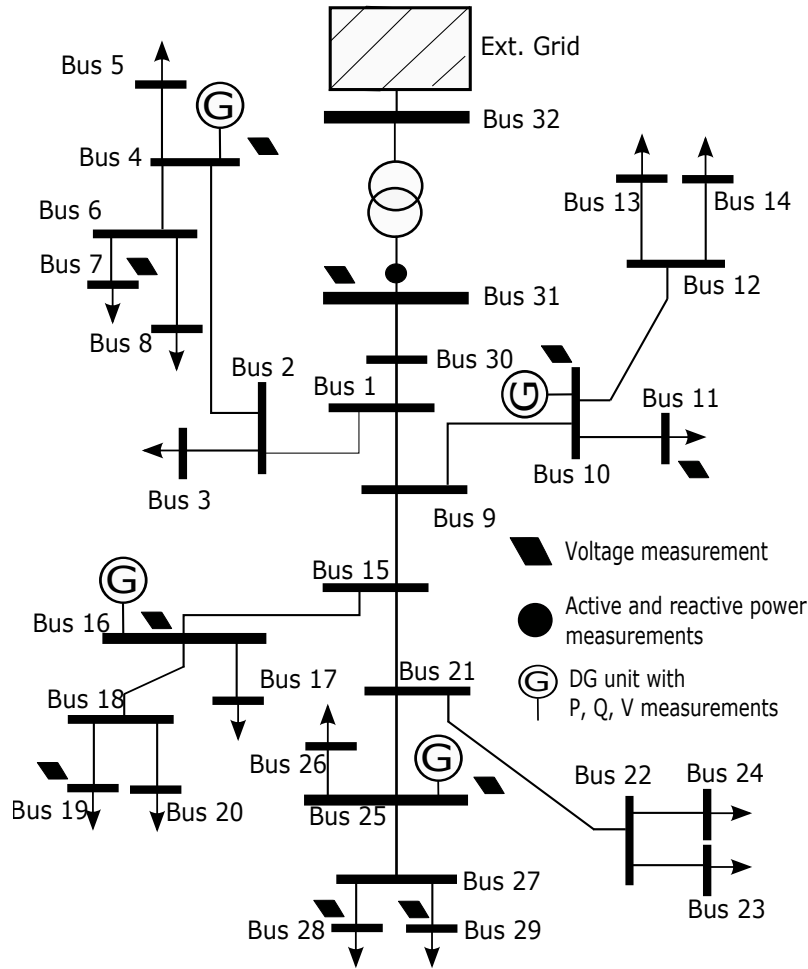 Ext. Grid
Bus 32
Bus 5
G
Bus 4
Bus 6
Bus 7
Bus 8
Bus 2
Bus 3
Bus 31
Bus 30
Bus 1
Bus 13
Bus 14
Bus 12
G
Bus 11
Bus 10
Bus 9
Voltage measurement
Active and reactive power
measurements
G
DG unit with
P, Q, V measurements
Bus 15
G
Bus 16
Bus 17
Bus 18
Bus 19
Bus 20
Bus 21
G
Bus 26
Bus 25
Bus 22
Bus 24
Bus 23
Bus 27
Bus 28
Bus 29